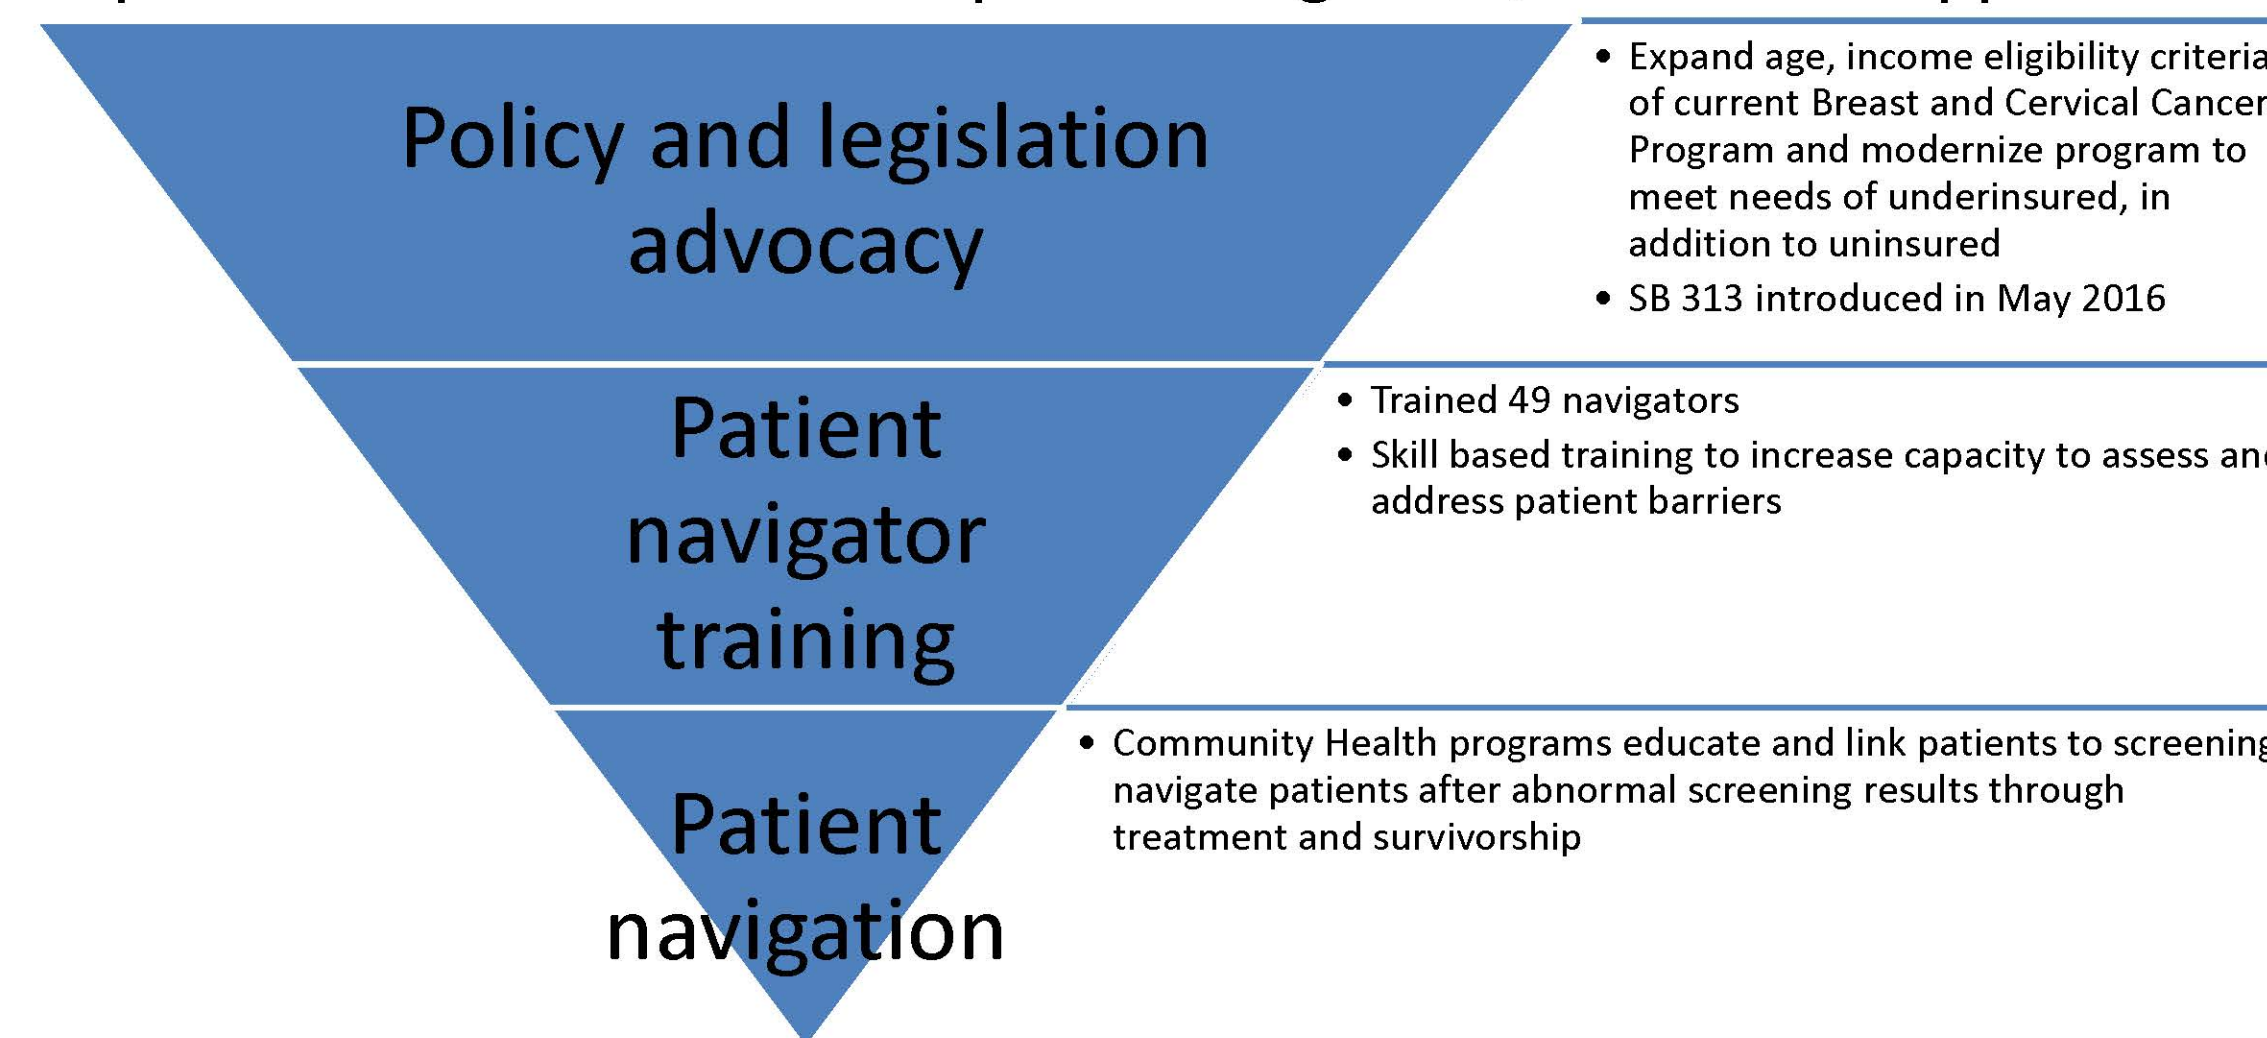 Policy and legislation
advocacy
• Expand age, income eligibility criteria
of current Breast and Cervical Cancer
Program and modernize program to
meet needs of underinsured, in
addition to uninsured
• SB 313 introduced in May 2016
Patient
navigator
training
• Trained 49 navigators
• Skill based training to increase capacity to assess and
address patient barriers
Patient
navigation
• Community Health programs educate and link patients to screening
navigate patients after abnormal screening results through
treatment and survivorship